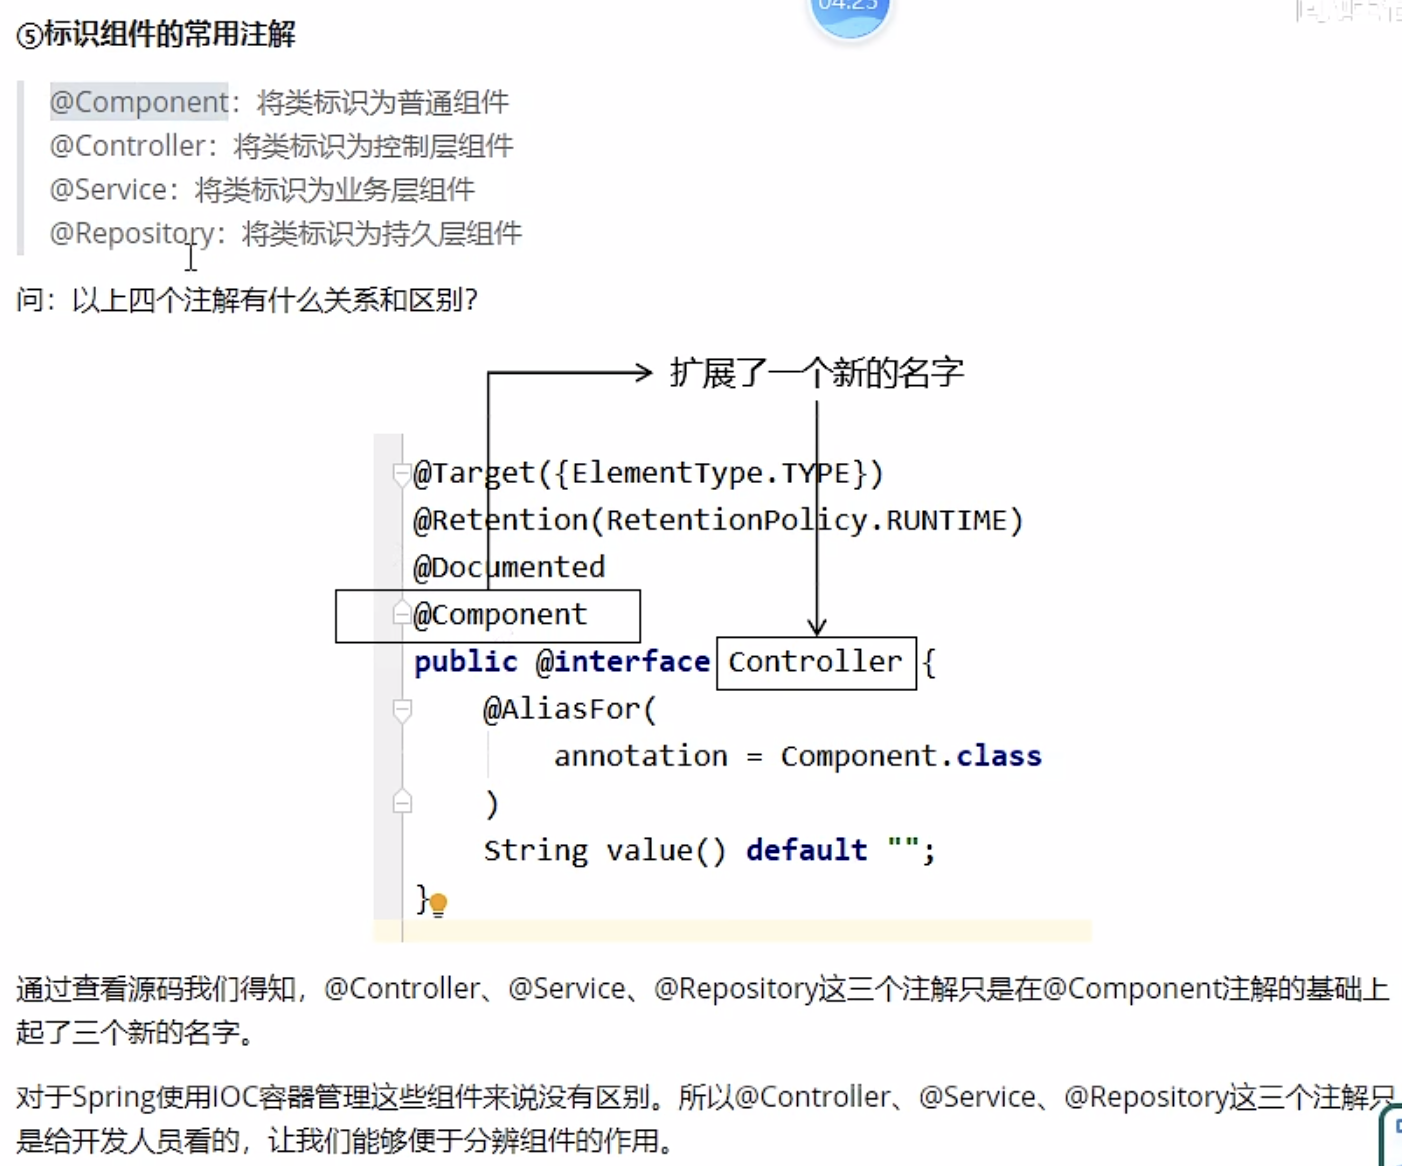 04:25
⑤标识组件的常用注解
@Component：将类标识为普通组件
@Controller：将类标识为控制层组件
@Service：将类标识为业务层组件
@Repository：将类标识为持久层组件
问：以上四个注解有什么关系和区别？
扩展了一个新的名字
@Target({ElementType.TYPE})
@Retention(RetentionPolicy.RUNTIME)
@Documented
@Component
public @interface Controller {
@AliasFor(
annotation = Component.class
)
String value() default "";
}
通过查看源码我们得知，@Controller、@Service、@Repository这三个注解只是在@Component注解的基础上
起了三个新的名字。
对于Spring使用IOC容器管理这些组件来说没有区别。所以@Controller、@Service、@Repository这三个注解只
是给开发人员看的，让我们能够便于分辨组件的作用。